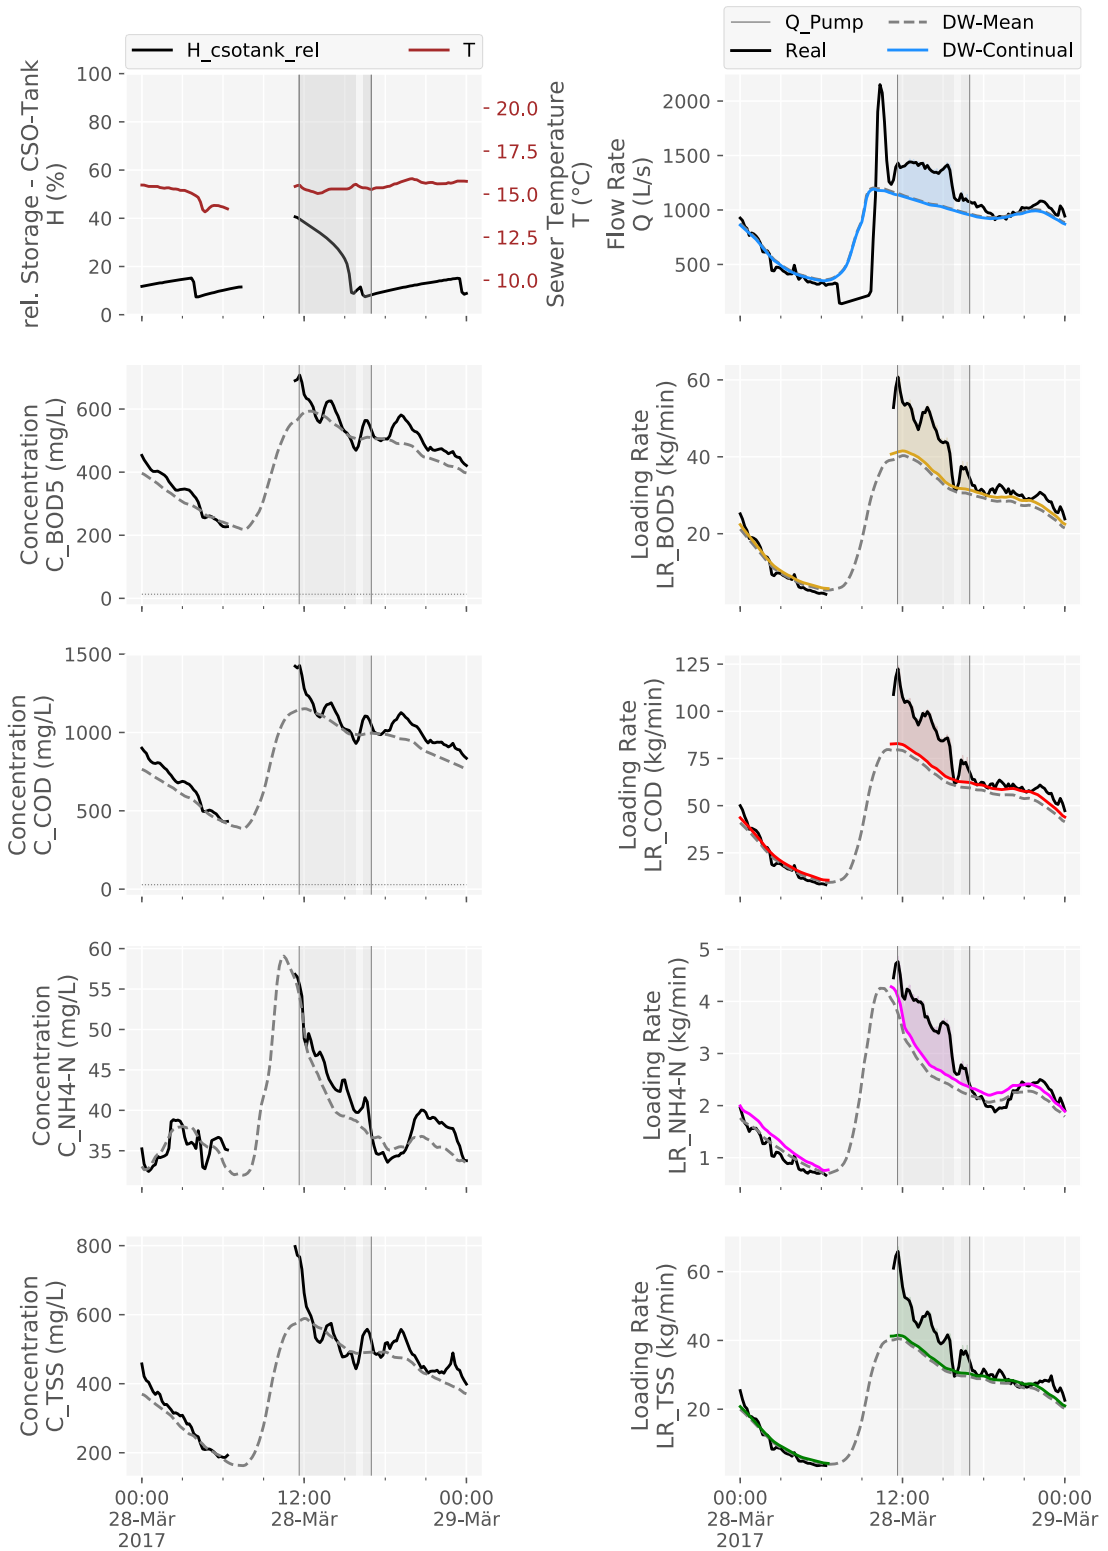 H_csotank_rel
T
Q_Pump
DW-Mean
Real
DW-Continual
100
80
60
40
20
0
rel. Storage - CSO-Tank
H (%)
20.0
17.5
15.0
12.5
10.0
Sewer Temperature
T (°C)
2000
1500
1000
500
Flow Rate
Q (L/s)
600
400
200
0
Concentration
C_BOD5 (mg/L)
60
40
20
Loading Rate
LR_BOD5 (kg/min)
1500
1000
500
0
Concentration
C_COD (mg/L)
125
100
75
50
25
Loading Rate
LR_COD (kg/min)
60
55
50
45
40
35
Concentration
C_NH4-N (mg/L)
5
4
3
2
1
Loading Rate
LR_NH4-N (kg/min)
800
600
400
200
Concentration
C_TSS (mg/L)
60
40
20
Loading Rate
LR_TSS (kg/min)
00:00
28-Mär
2017
12:00
28-Mär
00:00
29-Mär
00:00
28-Mär
2017
12:00
28-Mär
00:00
29-Mär